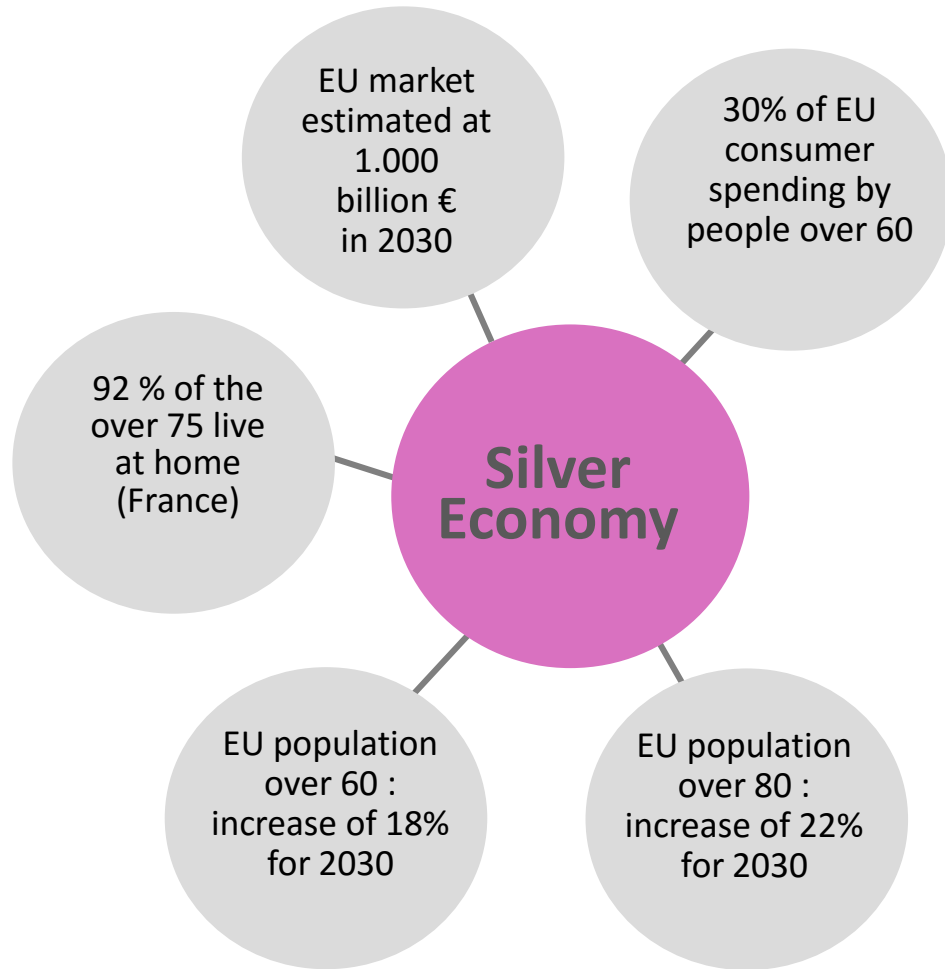 EU market
estimated at
1.000
billion €
in 2030
30% of EU
consumer
spending by
people over 60
92 % of the
over 75 live
at home
(France)
Silver
Economy
EU population
over 60 :
increase of 18%
for 2030
EU population
over 80 :
increase of 22%
for 2030